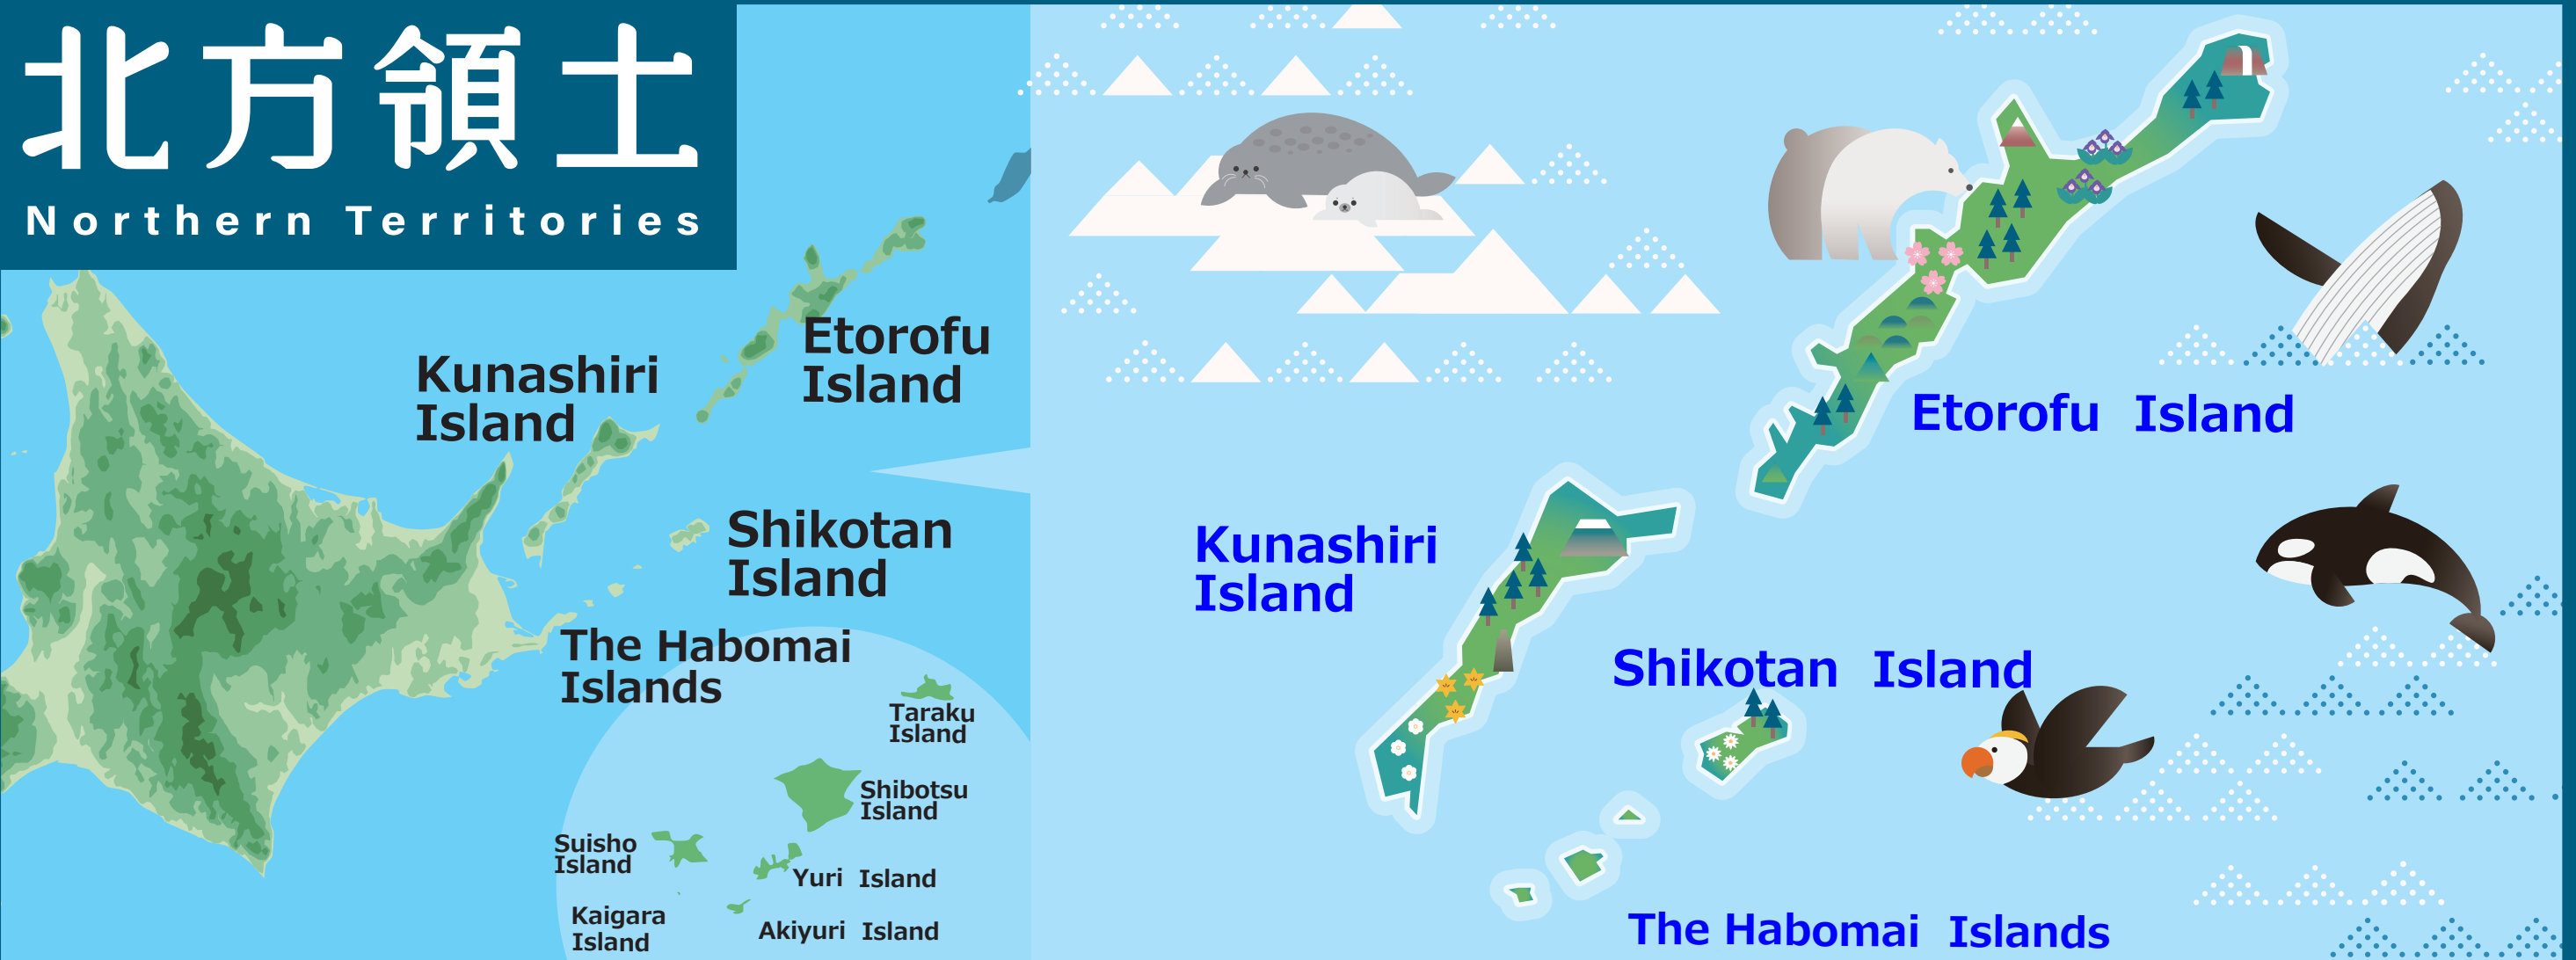 北方領土
Northern Territories
Kunashiri
Island
Etorofu
Island
Shikotan
Island
The Habomai
Islands
Taraku
Island
Shibotsu
Island
Suisho
Island
Yuri Island
Kaigara
Island
Akiyuri Island
Etorofu Island
Kunashiri
Island
Shikotan Island
The Habomai Islands